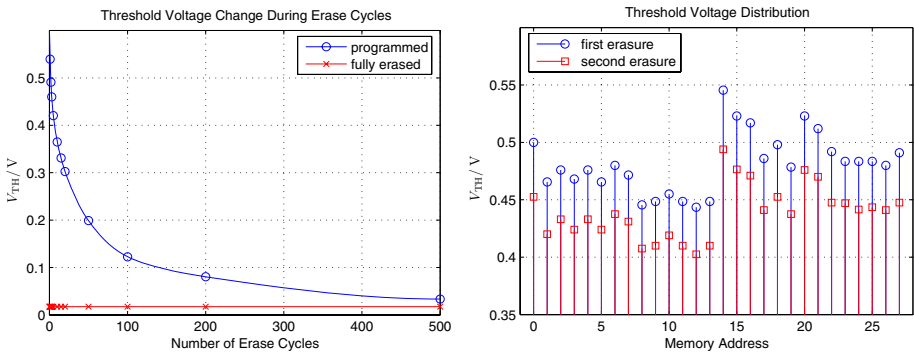 Threshold Voltage Change During Erase Cycles
programmed
fully erased
0.5
0.4
0.3
0.2
0.1
0
V_TH / V
0 100 200 300 400 500
Number of Erase Cycles
Threshold Voltage Distribution
first erasure
second erasure
0.55
0.5
0.45
0.4
0.35
V_TH / V
0 5 10 15 20 25
Memory Address